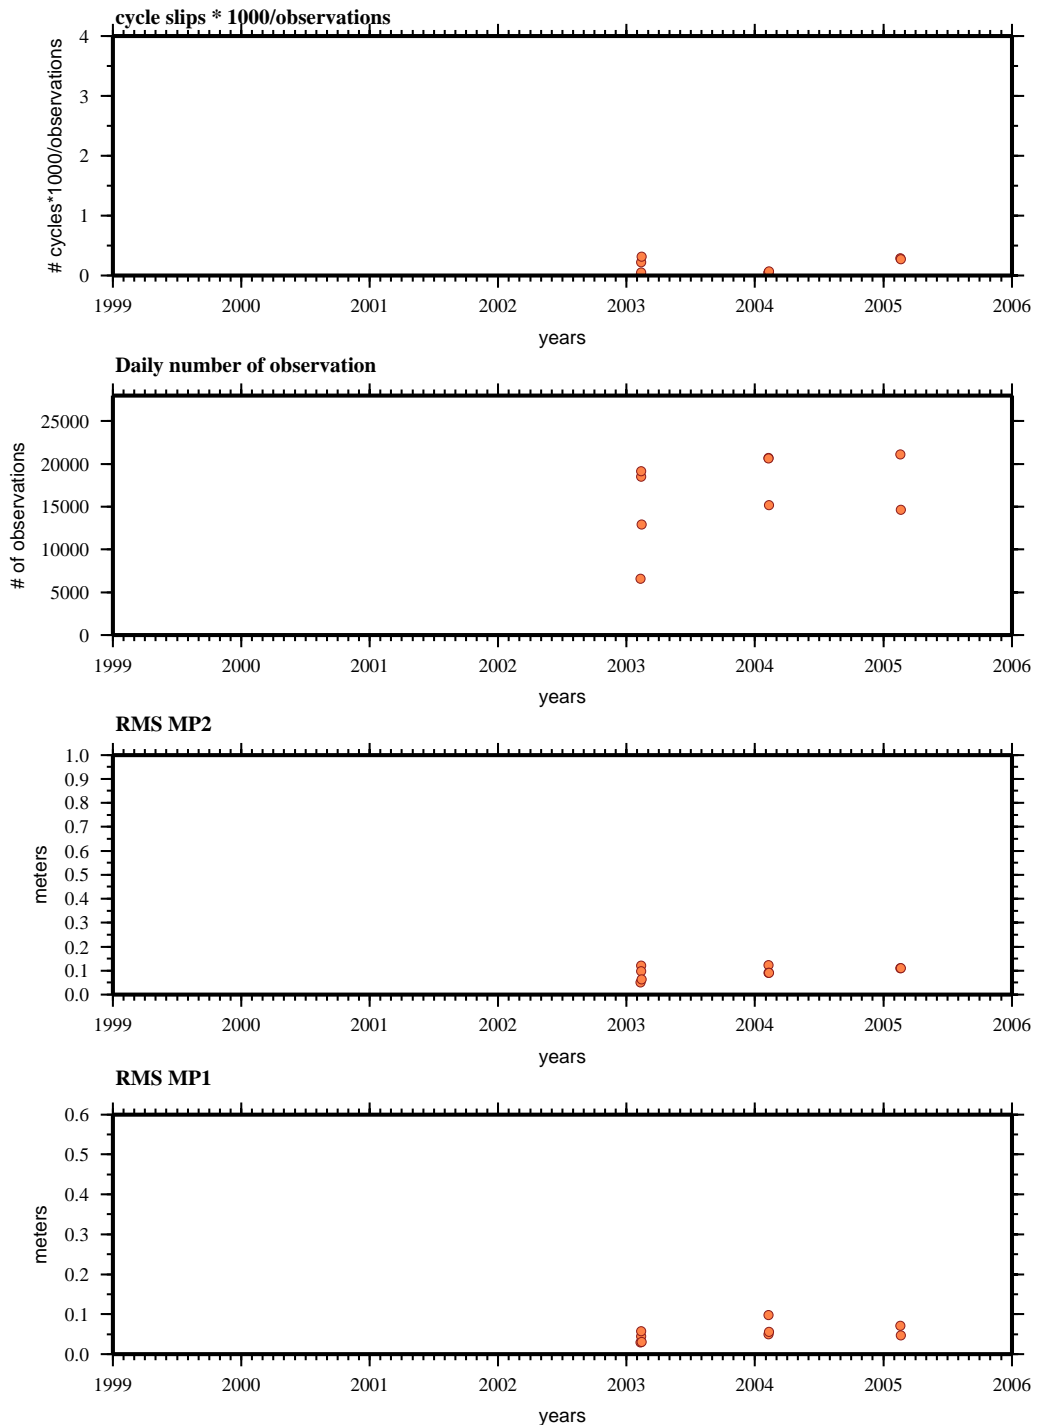 cycle slips * 1000/observations
# cycles*1000/observations
4
3
2
1
0
1999 2000 2001 2002 2003 2004 2005 2006
years
Daily number of observation
# of observations
25000
20000
15000
10000
5000
0
1999 2000 2001 2002 2003 2004 2005 2006
years
RMS MP2
meters
1.0
0.9
0.8
0.7
0.6
0.5
0.4
0.3
0.2
0.1
0.0
1999 2000 2001 2002 2003 2004 2005 2006
years
RMS MP1
meters
0.6
0.5
0.4
0.3
0.2
0.1
0.0
1999 2000 2001 2002 2003 2004 2005 2006
years